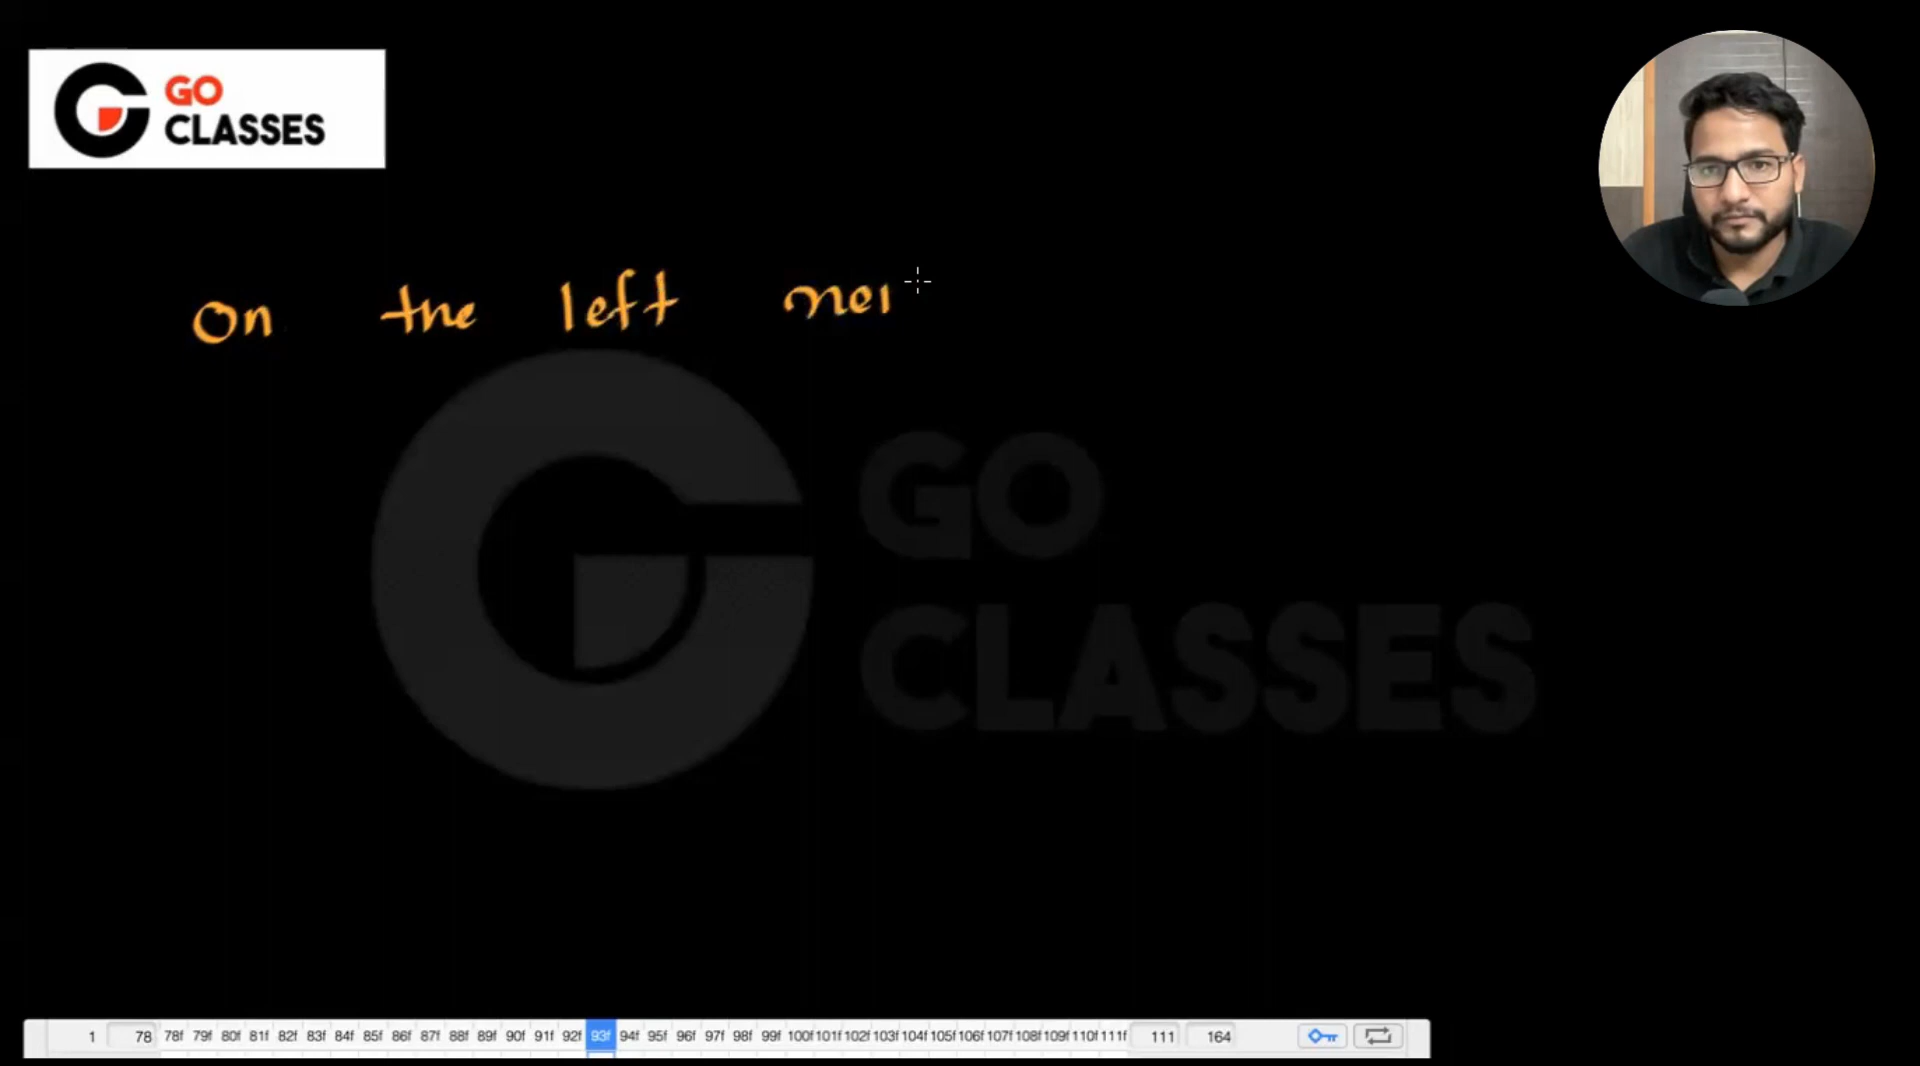 GO
CLASSES
On the left nei
GO
CLASSES
1 78 78f 79f 80f 81f 82f 83f 84f 85f 86f 87f 88f 89f 90f 91f 92f 93f 94f 95f 96f 97f 98f 99f 100f 101f 102f 103f 104f 105f 106f 107f 108f 109f 110f 111f 111 164